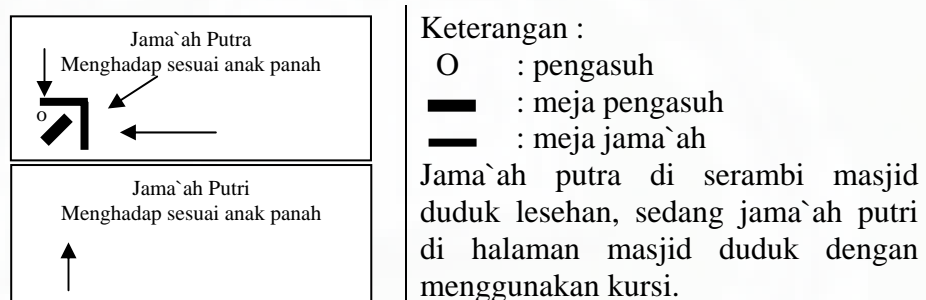 Jama`ah Putra
Menghadap sesuai anak panah
o
Jama`ah Putri
Menghadap sesuai anak panah
Keterangan :
O : pengasuh
: meja pengasuh
: meja jama`ah
Jama`ah putra di serambi masjid
duduk lesehan, sedang jama`ah putri
di halaman masjid duduk dengan
menggunakan kursi.